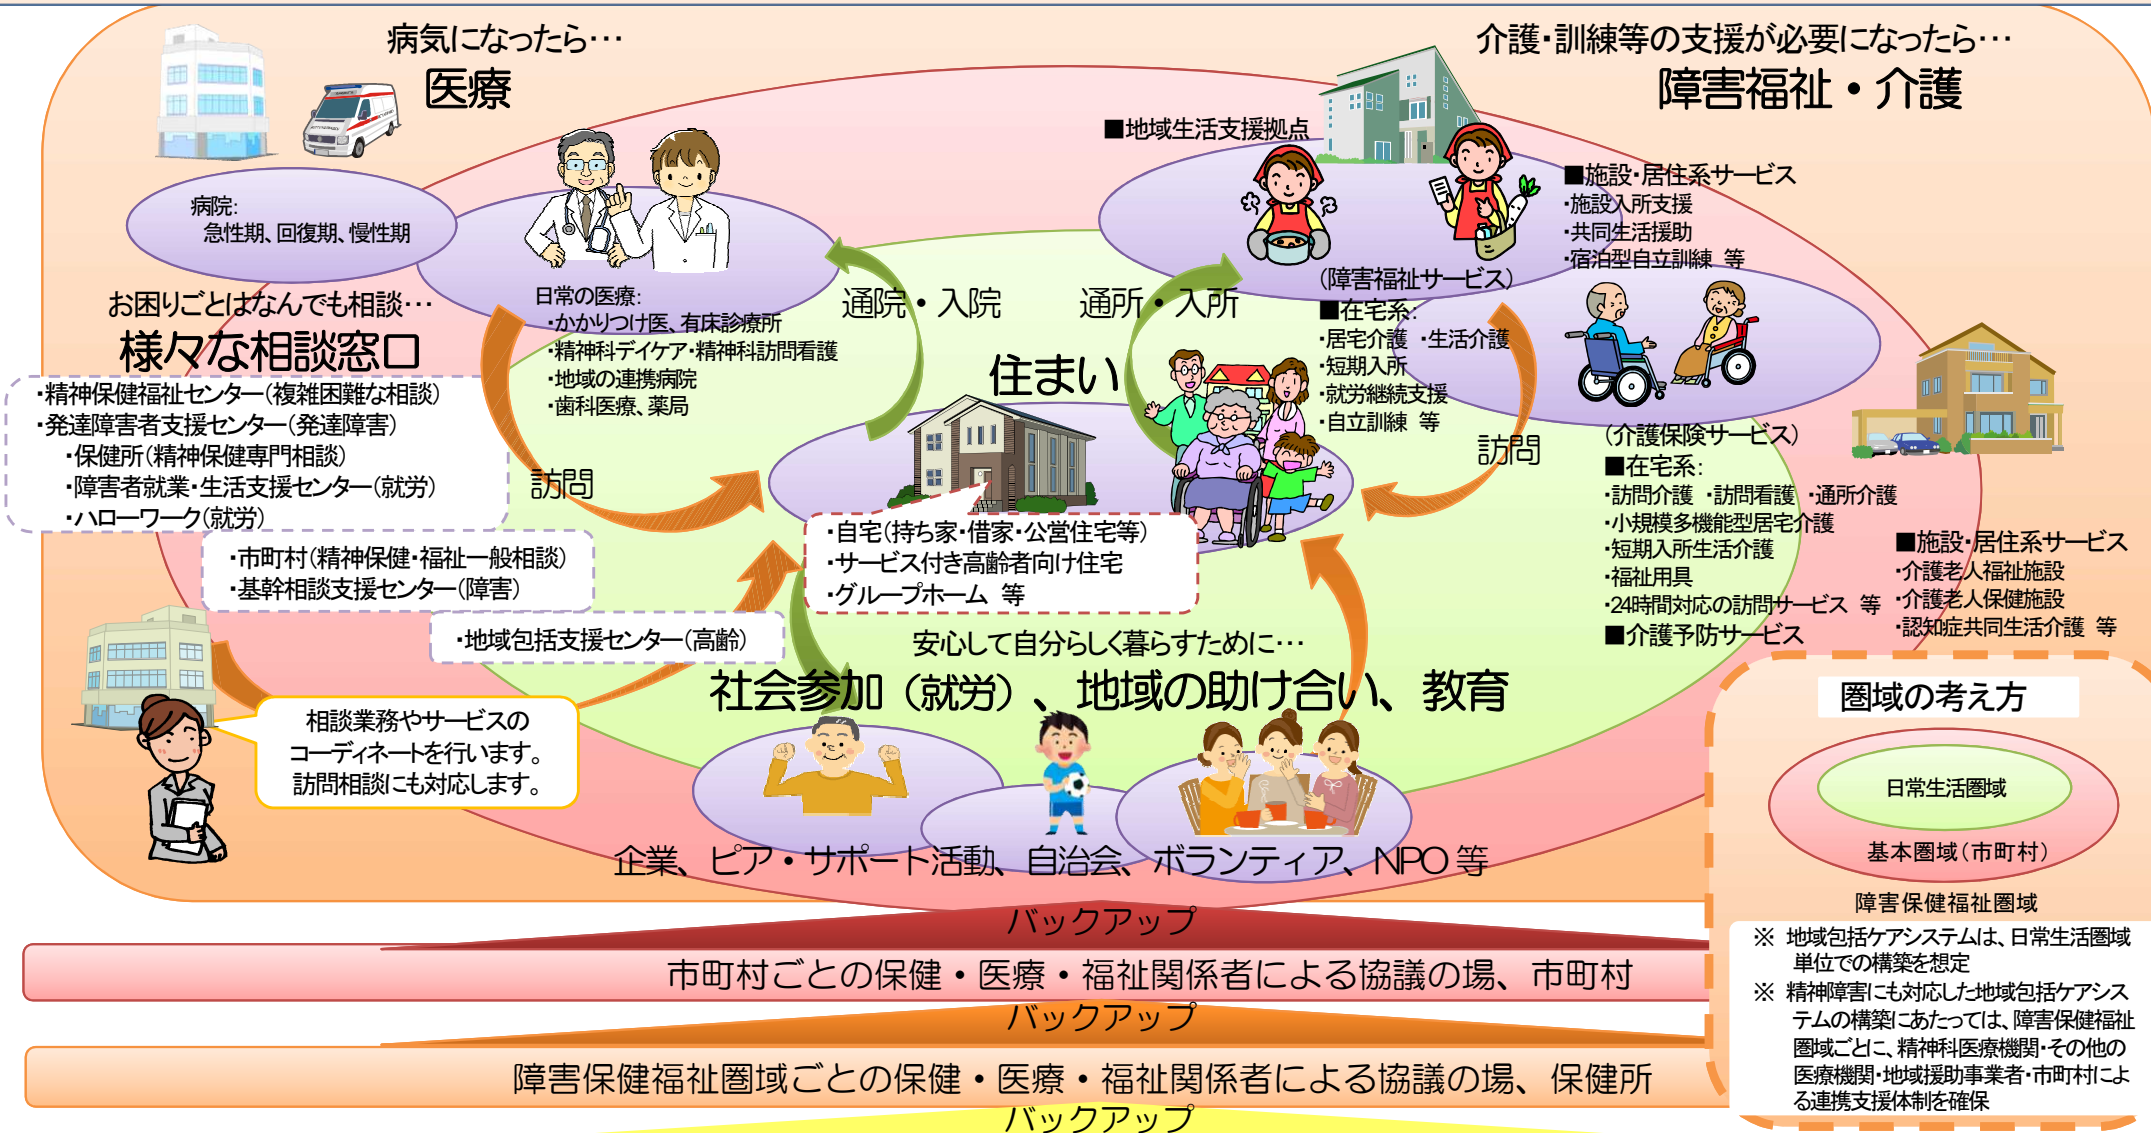 病気になったら…
医療
介護・訓練等の支援が必要になったら…
障害福祉・介護
病院:
急性期、回復期、慢性期
日常の医療:
・かかりつけ医、有床診療所
・精神科デイケア・精神科訪問看護
・地域の連携病院
・歯科医療、薬局
通院・入院
通所・入所
■地域生活支援拠点
■施設・居住系サービス
・施設入所支援
・共同生活援助
・宿泊型自立訓練 等
(障害福祉サービス)
■在宅系:
・居宅介護 ・生活介護
・短期入所
・就労継続支援
・自立訓練 等
お困りごとはなんでも相談…
様々な相談窓口
・精神保健福祉センター(複雑困難な相談)
・発達障害者支援センター(発達障害)
・保健所(精神保健専門相談)
・障害者就業・生活支援センター(就労)
・ハローワーク(就労)
・市町村(精神保健・福祉一般相談)
・基幹相談支援センター(障害)
・地域包括支援センター(高齢)
訪問
住まい
訪問
・自宅(持ち家・借家・公営住宅等)
・サービス付き高齢者向け住宅
・グループホーム 等
(介護保険サービス)
■在宅系:
・訪問介護 ・訪問看護 ・通所介護
・小規模多機能型居宅介護
・短期入所生活介護
・福祉用具
・24時間対応の訪問サービス 等
■介護予防サービス
■施設・居住系サービス
・介護老人福祉施設
・介護老人保健施設
・認知症共同生活介護 等
相談業務やサービスの
コーディネートを行います。
訪問相談にも対応します。
安心して自分らしく暮らすために…
社会参加（就労）、地域の助け合い、教育
企業、ピア・サポート活動、自治会、ボランティア、NPO 等
圏域の考え方
日常生活圏域
基本圏域（市町村）
障害保健福祉圏域
※ 地域包括ケアシステムは、日常生活圏域
単位での構築を想定
※ 精神障害にも対応した地域包括ケアシス
テムの構築にあたっては、障害保健福祉
圏域ごとに、精神科医療機関・その他の
医療機関・地域援助事業者・市町村によ
る連携支援体制を確保
バックアップ
市町村ごとの保健・医療・福祉関係者による協議の場、市町村
バックアップ
障害保健福祉圏域ごとの保健・医療・福祉関係者による協議の場、保健所
バックアップ